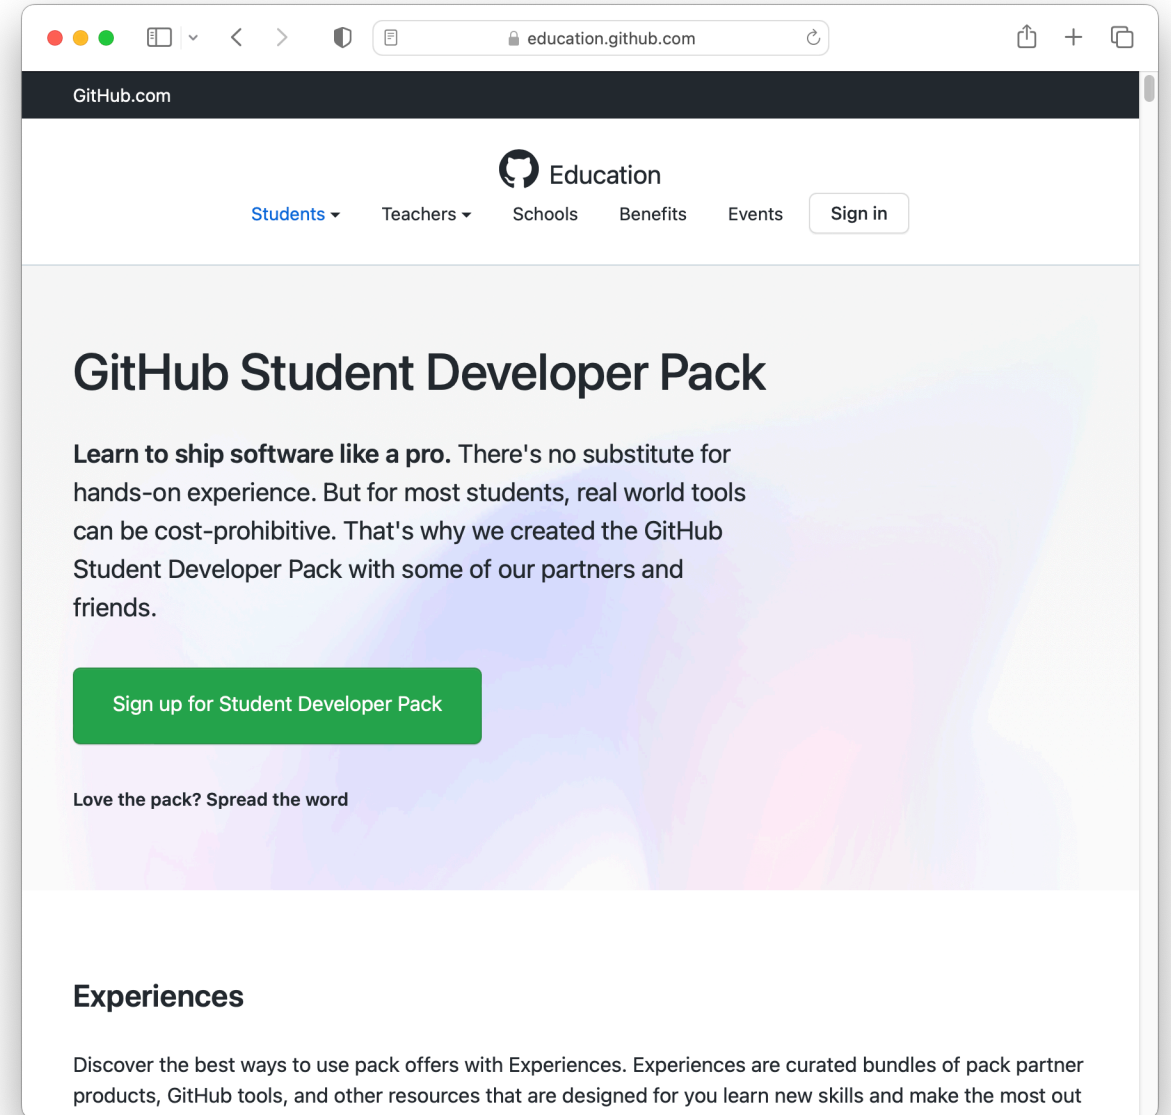 education.github.com
GitHub.com
Education
Students Teachers Schools Benefits Events Sign in
GitHub Student Developer Pack
Learn to ship software like a pro. There's no substitute for
hands-on experience. But for most students, real world tools
can be cost-prohibitive. That's why we created the GitHub
Student Developer Pack with some of our partners and
friends.
Sign up for Student Developer Pack
Love the pack? Spread the word
Experiences
Discover the best ways to use pack offers with Experiences. Experiences are curated bundles of pack partner
products, GitHub tools, and other resources that are designed for you learn new skills and make the most out